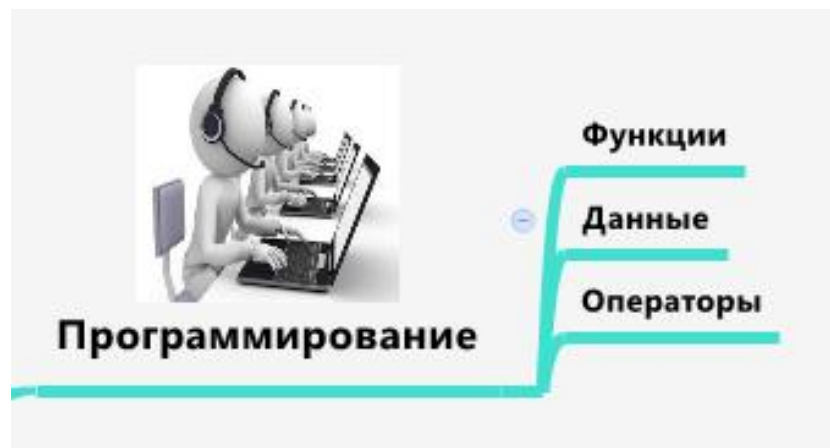 Программирование
Функции
Данные
Операторы